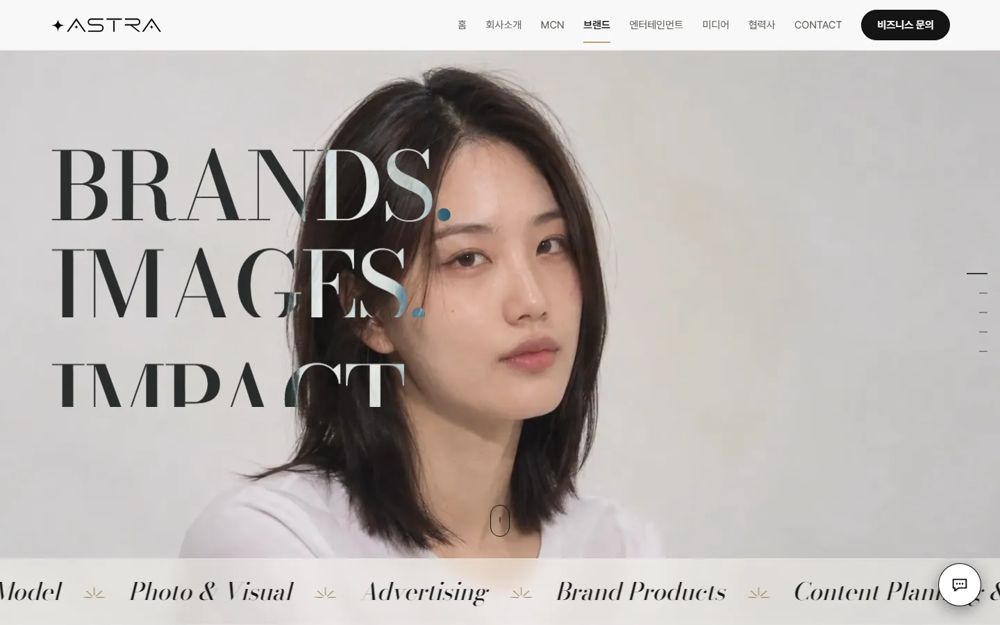 ASTRA
홈 회사소개 MCN 브랜드 엔터테인먼트 미디어 협력사 CONTACT 비즈니스 문의
BRANDS.
IMAGES.
IMPACT
Model Photo & Visual Advertising Brand Products Content &